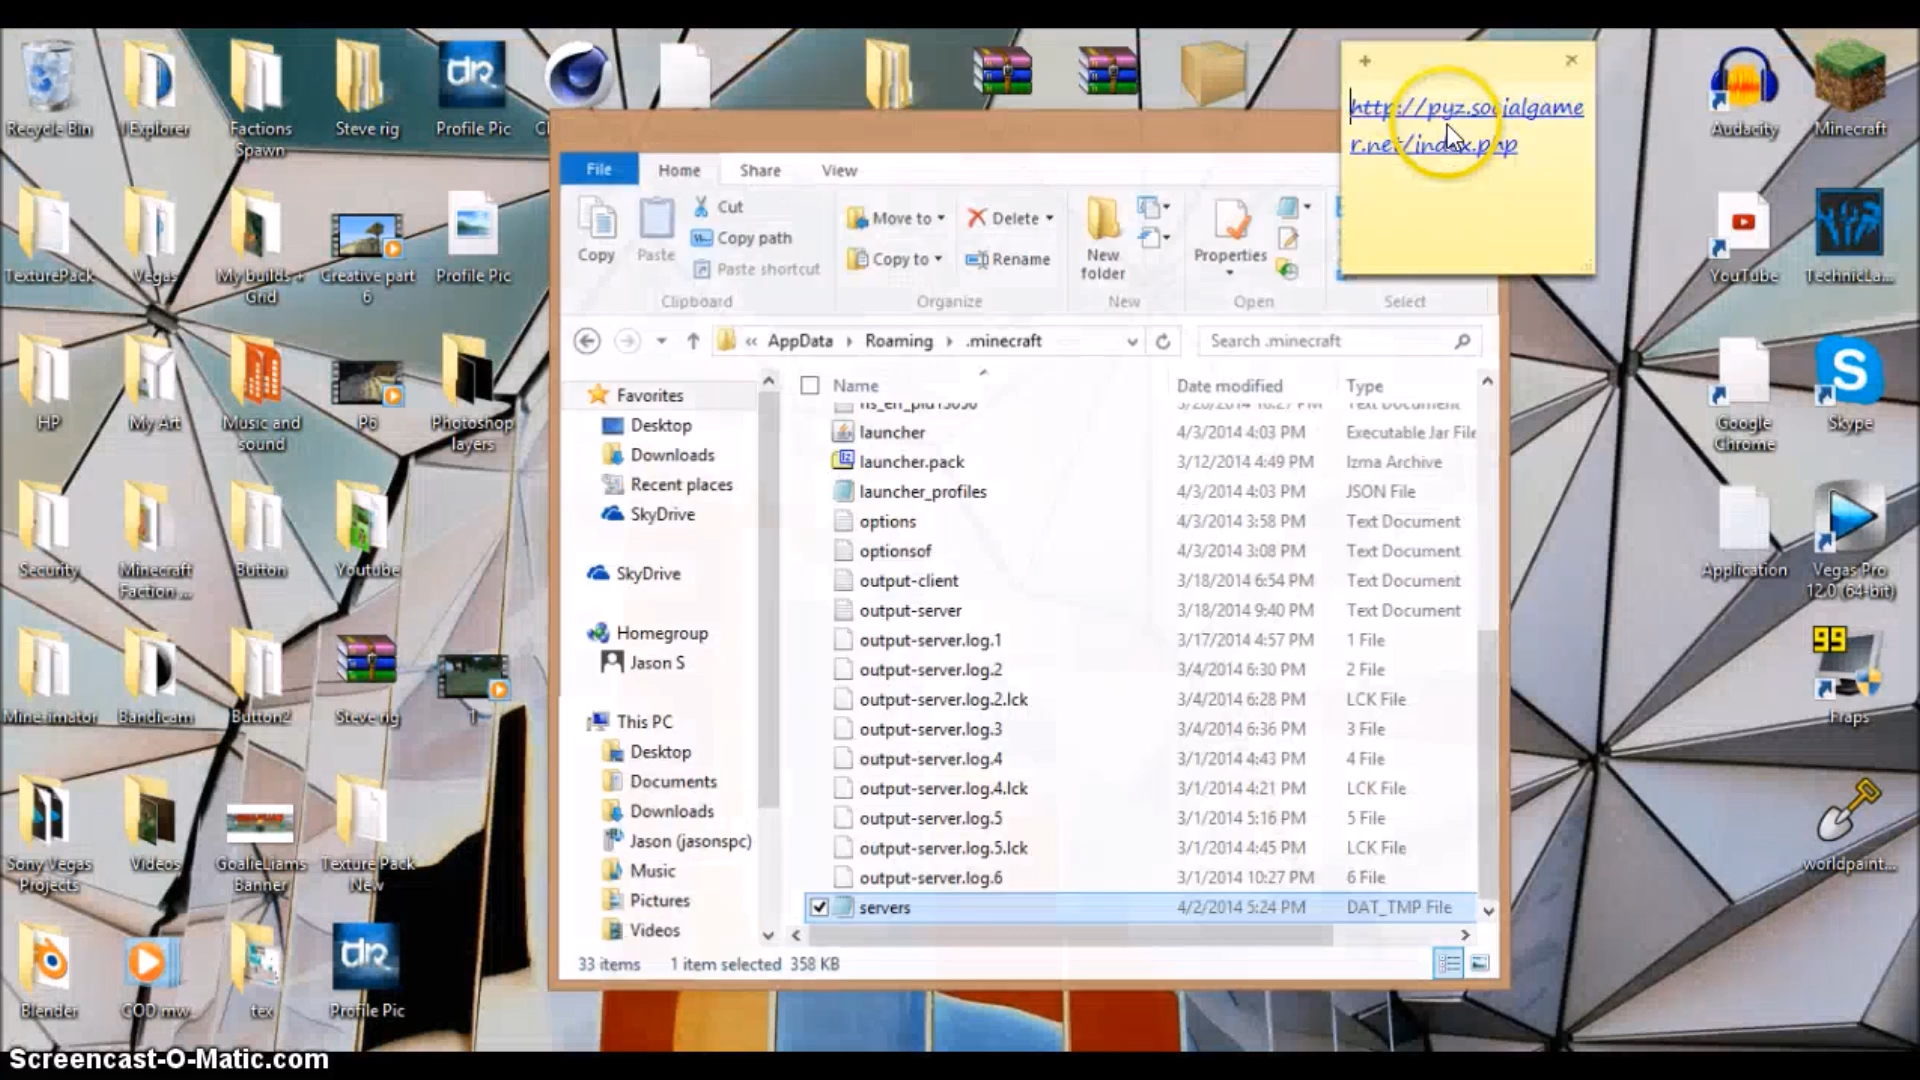 Recycle Bin
Explorer
Factions Spawn
Steve rig
Profile Pic
http://pyz.socialgame
r.net/index.php
Audacity
Minecraft
File
Home
Share
View
Copy
Paste
Cut
Copy path
Paste shortcut
Move to
Copy to
Delete
Rename
New folder
Properties
Clipboard
Organize
New
Open
Select
TexturePack
Vegas
My builds + Grid
Creative part 6
Profile Pic
YouTube
TechnicLa...
AppData
Roaming
.minecraft
Search .minecraft
Name
Date modified
Type
Favorites
Desktop
Downloads
Recent places
SkyDrive
SkyDrive
Homegroup
Jason S
This PC
Desktop
Documents
Downloads
Jason (jasonspc)
Music
Pictures
Videos
launcher 4/3/2014 4:03 PM Executable Jar File
launcher.pack 3/12/2014 4:49 PM Izma Archive
launcher_profiles 4/3/2014 4:03 PM JSON File
options 4/3/2014 3:58 PM Text Document
optionsof 4/3/2014 3:08 PM Text Document
output-client 3/18/2014 6:54 PM Text Document
output-server 3/18/2014 9:40 PM Text Document
output-server.log.1 3/17/2014 4:57 PM 1 File
output-server.log.2 3/4/2014 6:30 PM 2 File
output-server.log.2.lck 3/4/2014 6:28 PM LCK File
output-server.log.3 3/4/2014 6:36 PM 3 File
output-server.log.4 3/1/2014 4:43 PM 4 File
output-server.log.4.lck 3/1/2014 4:21 PM LCK File
output-server.log.5 3/1/2014 5:16 PM 5 File
output-server.log.5.lck 3/1/2014 4:45 PM LCK File
output-server.log.6 3/1/2014 10:27 PM 6 File
servers 4/2/2014 5:24 PM DAT_TMP File
33 items 1 item selected 358 KB
HP
My Art
Music and sound
P6
Photoshop layers
Google Chrome
Skype
Security
Minecraft Faction ...
Button
Youtube
Application
Vegas Pro 12.0 (64-bit)
Mine-imator
Bandicam
Button2
Steve rig
1
99
Fraps
Sony Vegas Projects
Videos
GoalieLiams Banner
Texture Pack New
worldpaint...
Blender
COD mw
tex
Profile Pic
Screencast-O-Matic.com